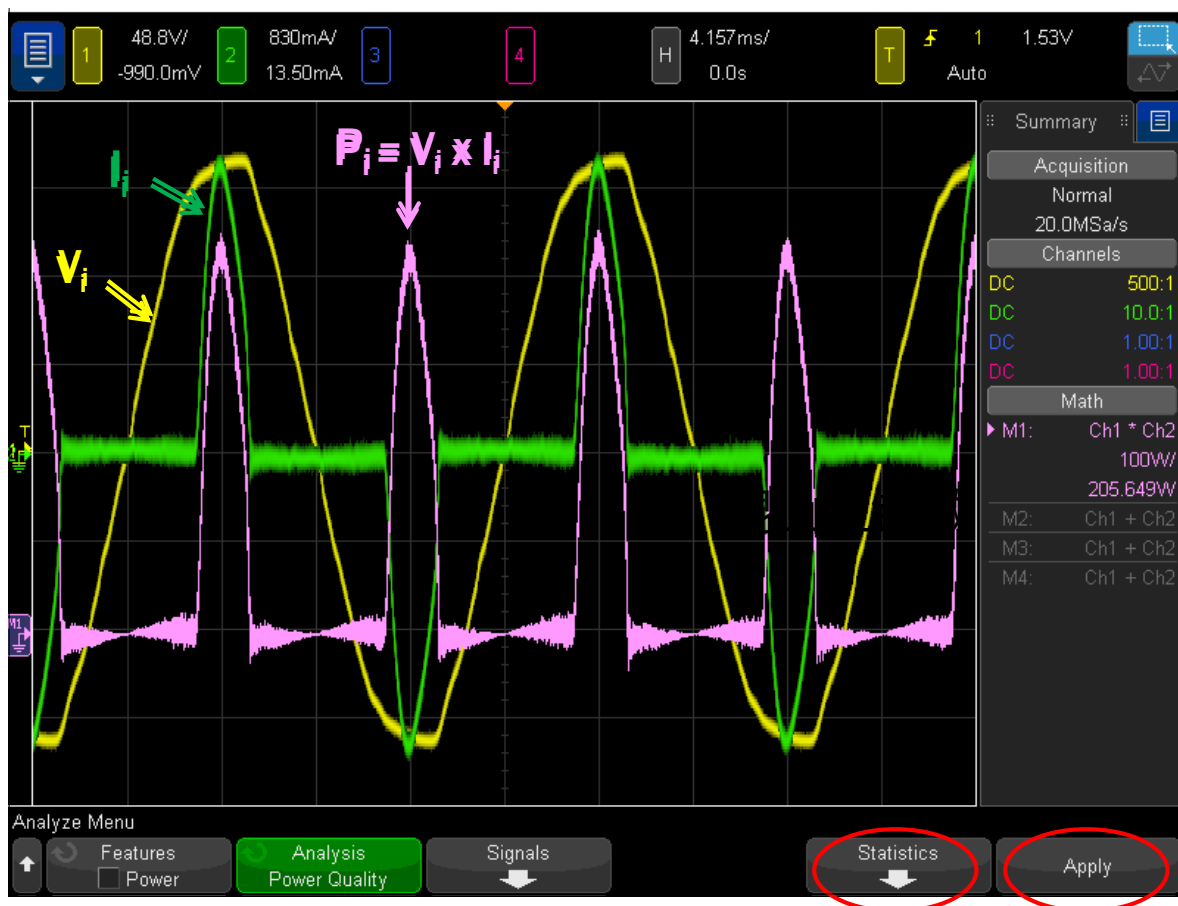 1
48.8V/
-990.0mV
2
830mA/
13.50mA
3
4
H
4.157ms/
0.0s
T
1
1.53V
Auto
Pi = Vi x Ii
Ii
Vi
T
M1
Summary
Acquisition
Normal
20.0MSa/s
Channels
DC 500:1
DC 10.0:1
DC 1.00:1
DC 1.00:1
Math
M1: Ch1 * Ch2
100W/
205.649W
M2: Ch1 + Ch2
M3: Ch1 + Ch2
M4: Ch1 + Ch2
Analyze Menu
Features
Power
Analysis
Power Quality
Signals
Statistics
Apply